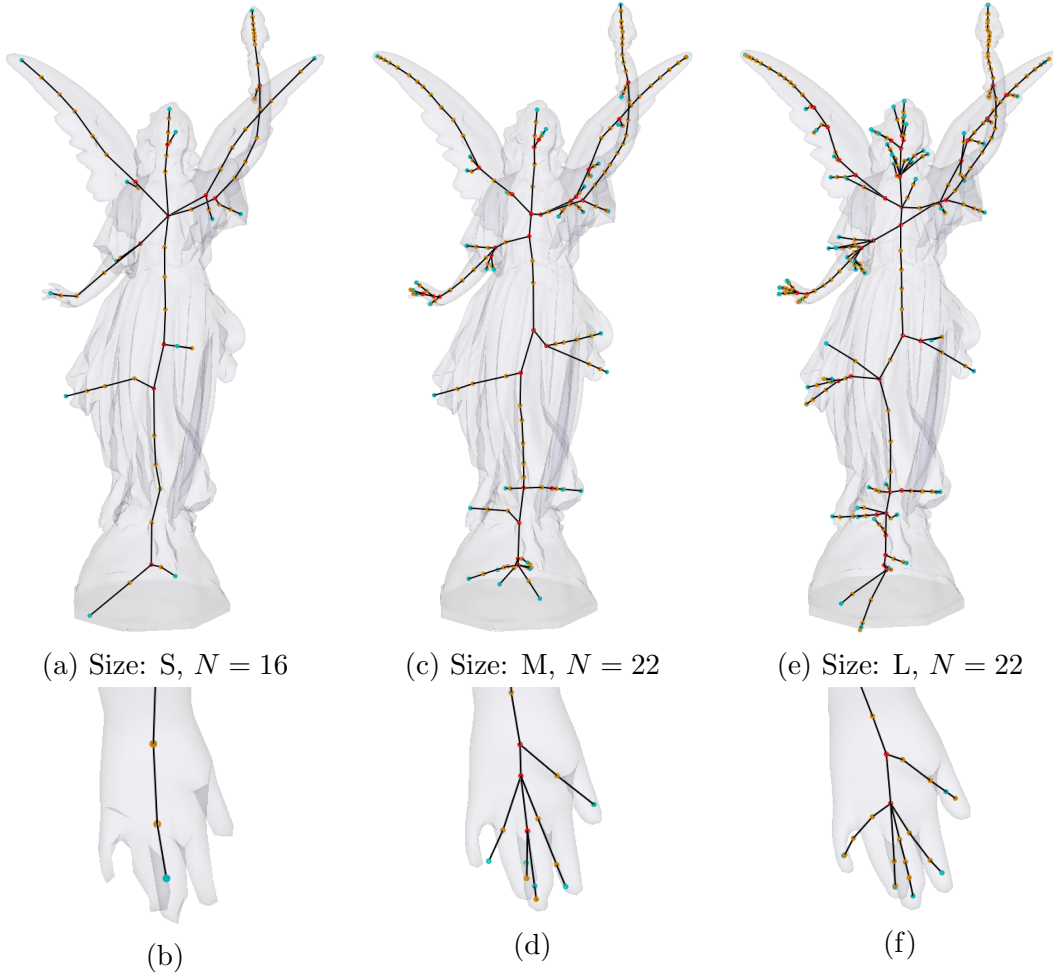 (a) Size: S, N = 16
(c) Size: M, N = 22
(e) Size: L, N = 22
(b)
(d)
(f)